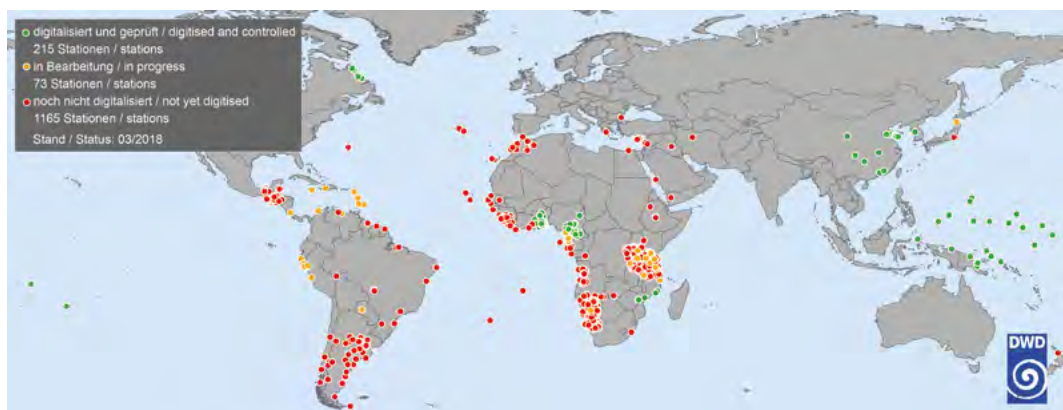 digitalisiert und geprüft / digitised and controlled
215 Stationen / stations
in Bearbeitung / in progress
73 Stationen / stations
noch nicht digitalisiert / not yet digitised
1165 Stationen / stations
Stand / Status: 03/2018
DWD